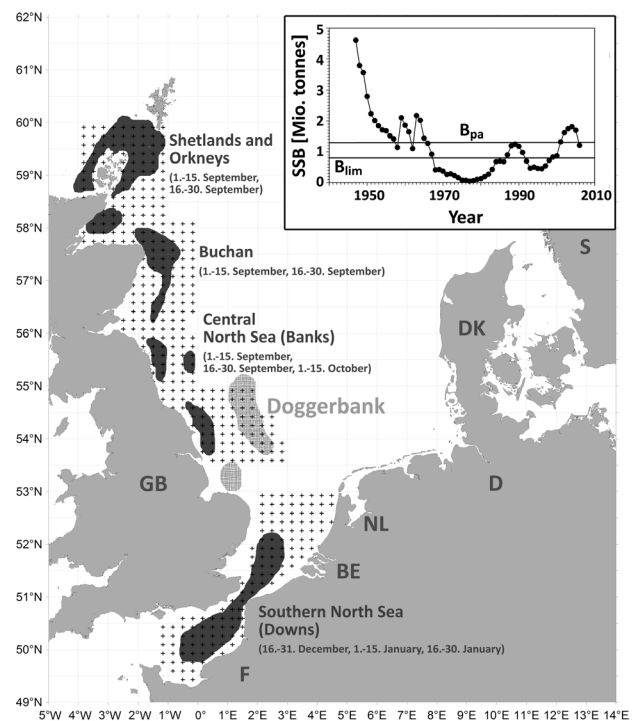 62°N
61°N
60°N
59°N
58°N
57°N
56°N
55°N
54°N
53°N
52°N
51°N
50°N
49°N
5°W 4°W 3°W 2°W 1°W 0° 1°E 2°E 3°E 4°E 5°E 6°E 7°E 8°E 9°E 10°E 11°E 12°E 13°E 14°E
SSB [Mio. tonnes]
5
4
3
2
1
0
Bpa
Blim
1950 1970 1990 2010
Year
Shetlands and
Orkneys
(1.-15. September,
16.-30. September)
Buchan
(1.-15. September, 16.-30. September)
Central
North Sea (Banks)
(1.-15. September,
16.-30. September, 1.-15. October)
Doggerbank
S
DK
GB
D
NL
BE
Southern North Sea
(Downs)
(16.-31. December, 1.-15. January, 16.-30. January)
F